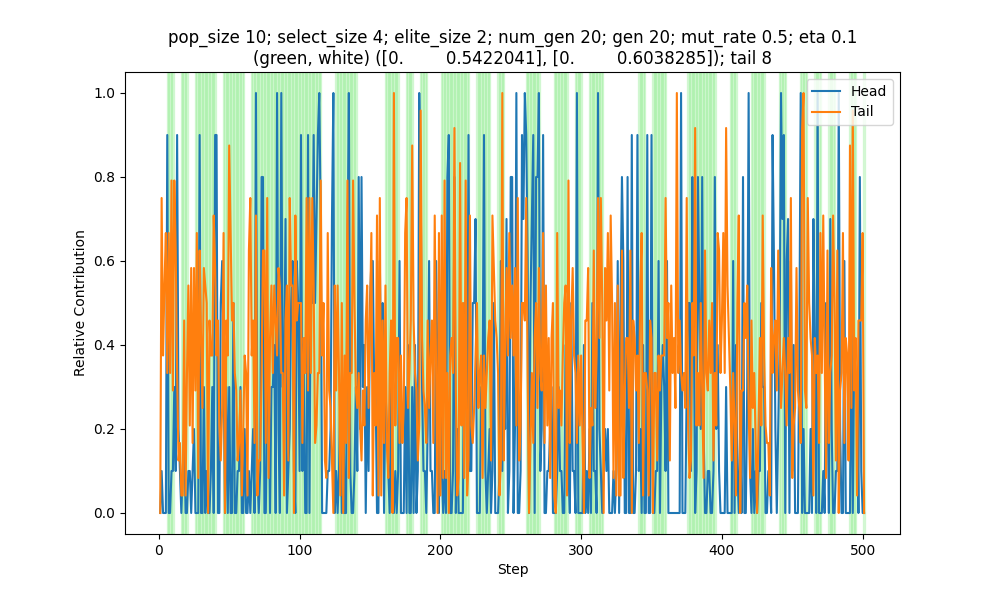 pop_size 10; select_size 4; elite_size 2; num_gen 20; gen 20; mut_rate 0.5; eta 0.1
(green, white) ([0.         0.5422041], [0.         0.6038285]); tail 8
Head
Tail
Relative Contribution
1.0
0.8
0.6
0.4
0.2
0.0
0
100
200
300
400
500
Step